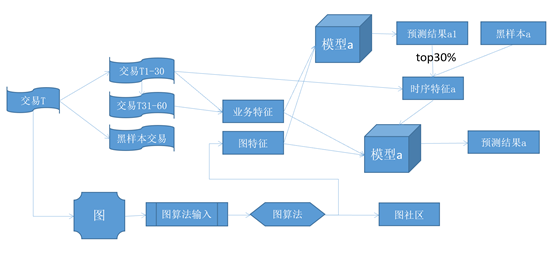 模型a
预测结果a1
黑样本a
top30%
交易T
交易T1-30
交易T31-60
黑样本交易
时序特征a
业务特征
图特征
模型a
预测结果a
图
图算法输入
图算法
图社区